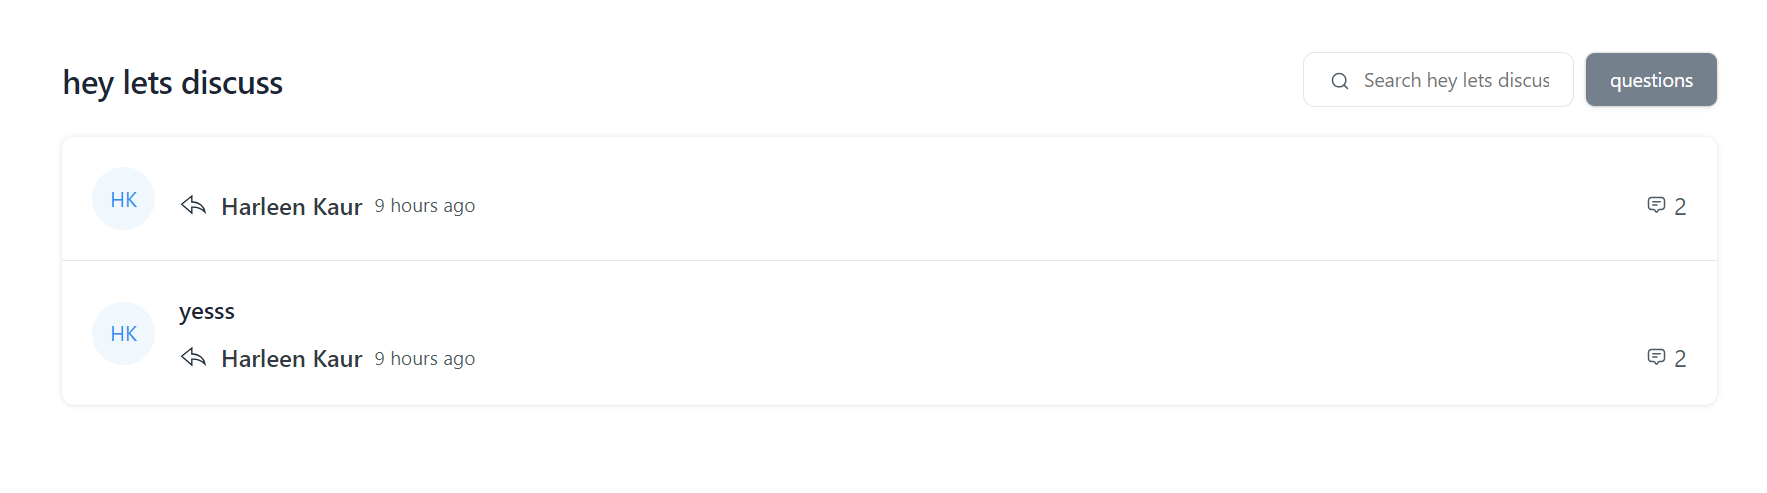 hey lets discuss
Search hey lets discus
questions
HK
Harleen Kaur 9 hours ago
2
HK
yesss
Harleen Kaur 9 hours ago
2